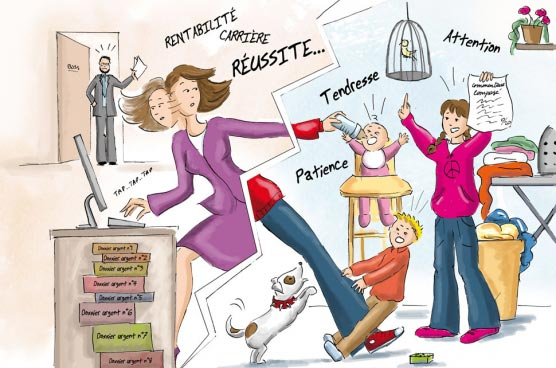 RENTABILITÉ
CARRIÈRE
RÉUSSITE...
Boss
TAP...TAP...TAP
Dossier urgent n°1
Dossier urgent n°2
Dossier urgent n°3
Dossier urgent n°4
Dossier urgent n°5
Dossier urgent n°6
Dossier urgent n°7
Dossier urgent n°8
Tendresse
Patience
Attention